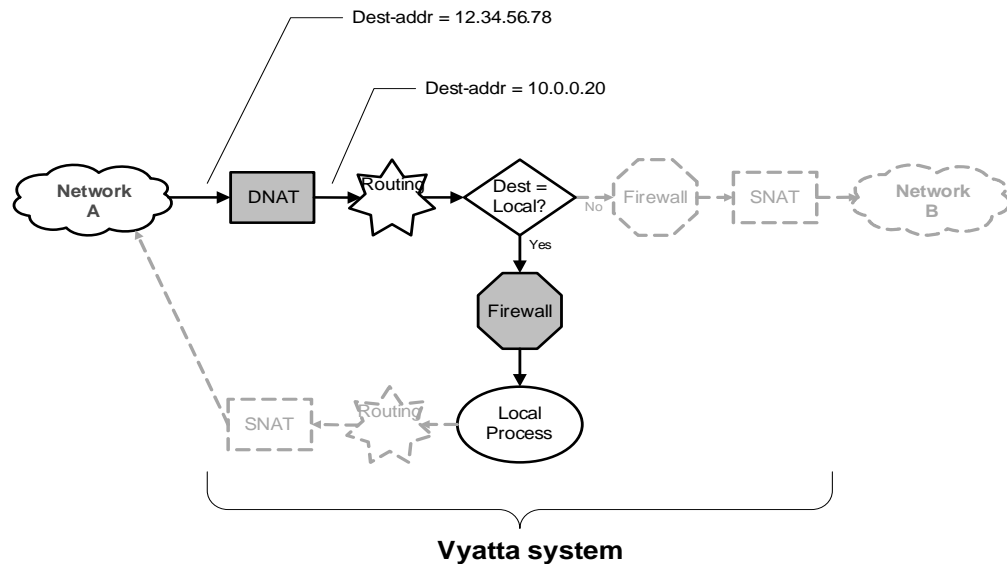 Dest-addr = 12.34.56.78
Dest-addr = 10.0.0.20
Network
A
DNAT
Routing
Dest =
Local?
No
Firewall
SNAT
Network
B
Yes
Firewall
Local
Process
Routing
SNAT
Vyatta system